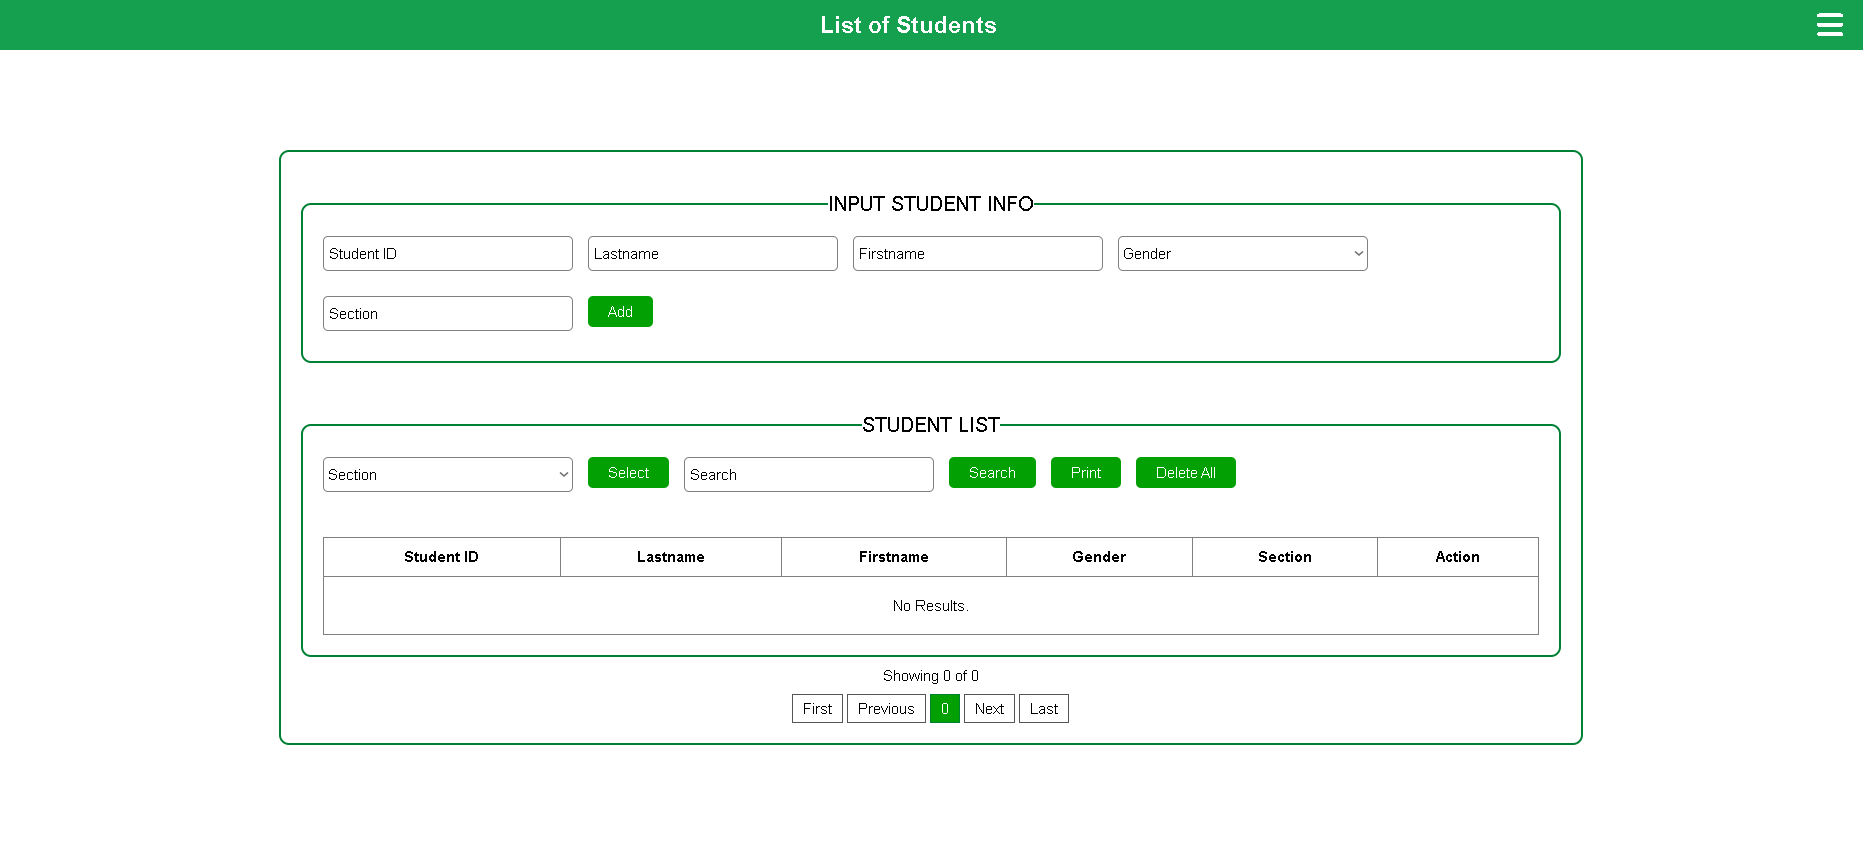 List of Students
INPUT STUDENT INFO
Student ID Lastname Firstname Gender
Section Add
STUDENT LIST
Section Select Search Search Print Delete All
Student ID Lastname Firstname Gender Section Action
No Results.
Showing 0 of 0
First Previous 0 Next Last